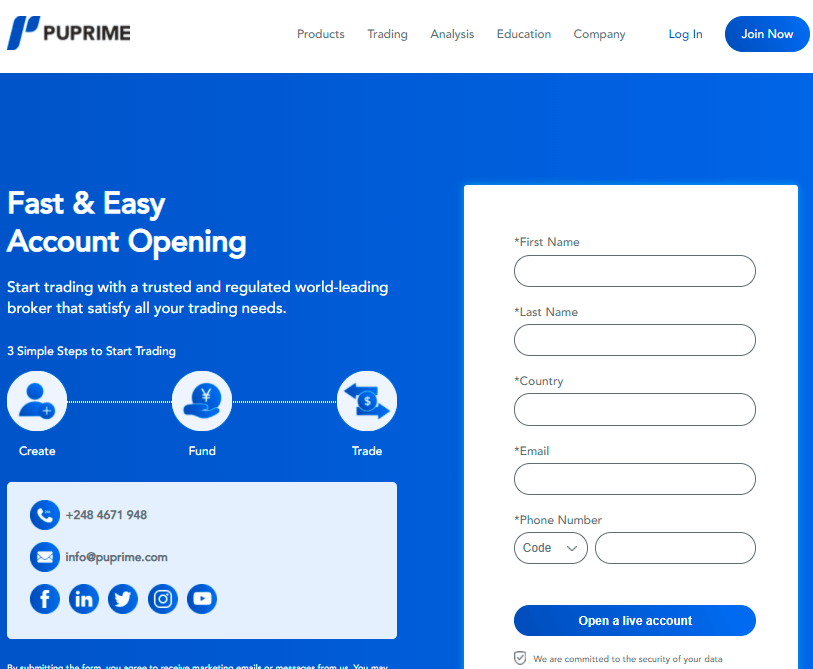 PUPRIME
Products Trading Analysis Education Company Log In Join Now
Fast & Easy
Account Opening
Start trading with a trusted and regulated world-leading
broker that satisfy all your trading needs.
3 Simple Steps to Start Trading
Create Fund Trade
+248 4671 948
info@puprime.com
By submitting the form, you agree to receive marketing emails or messages from us. You may
*First Name
*Last Name
*Country
*Email
*Phone Number
Code
Open a live account
We are committed to the security of your data